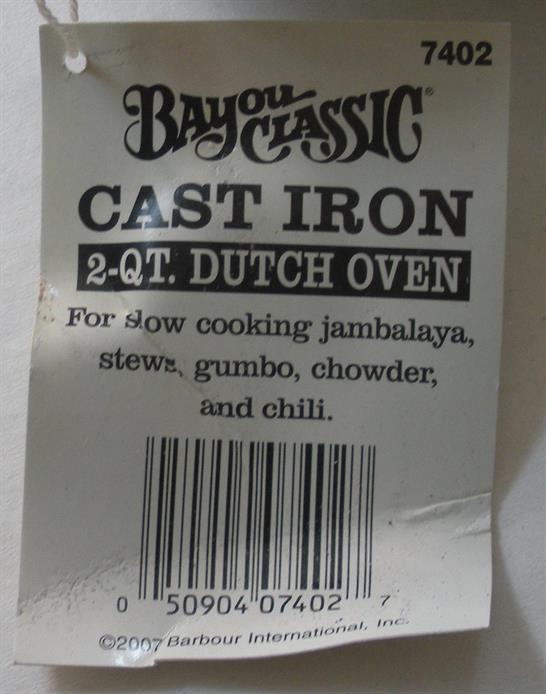 7402
BAYOU CLASSIC®
CAST IRON
2-QT. DUTCH OVEN
For slow cooking jambalaya,
stews, gumbo, chowder,
and chili.
0 50904 07402 7
©2007 Barbour International, Inc.